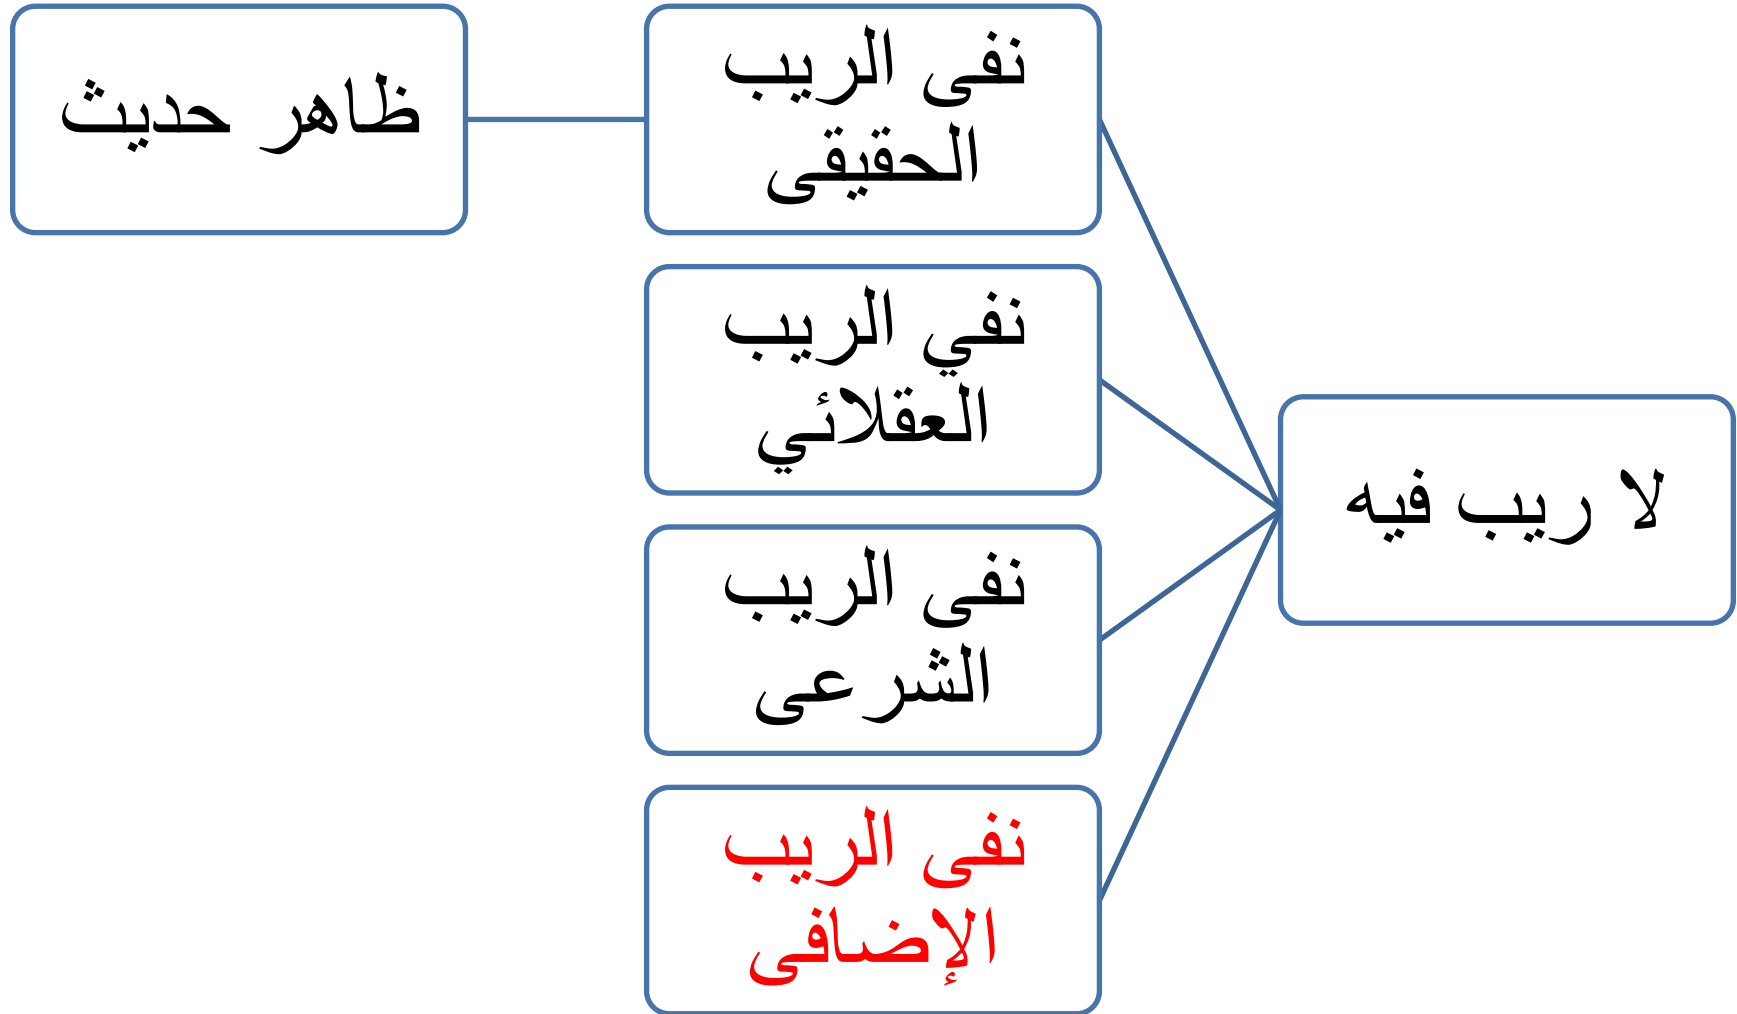 لا ريب فيه
نفى الريب
الحقيقى
ظاهر حديث
نفي الريب
العقلائي
نفى الريب
الشرعى
نفى الريب
الإضافى